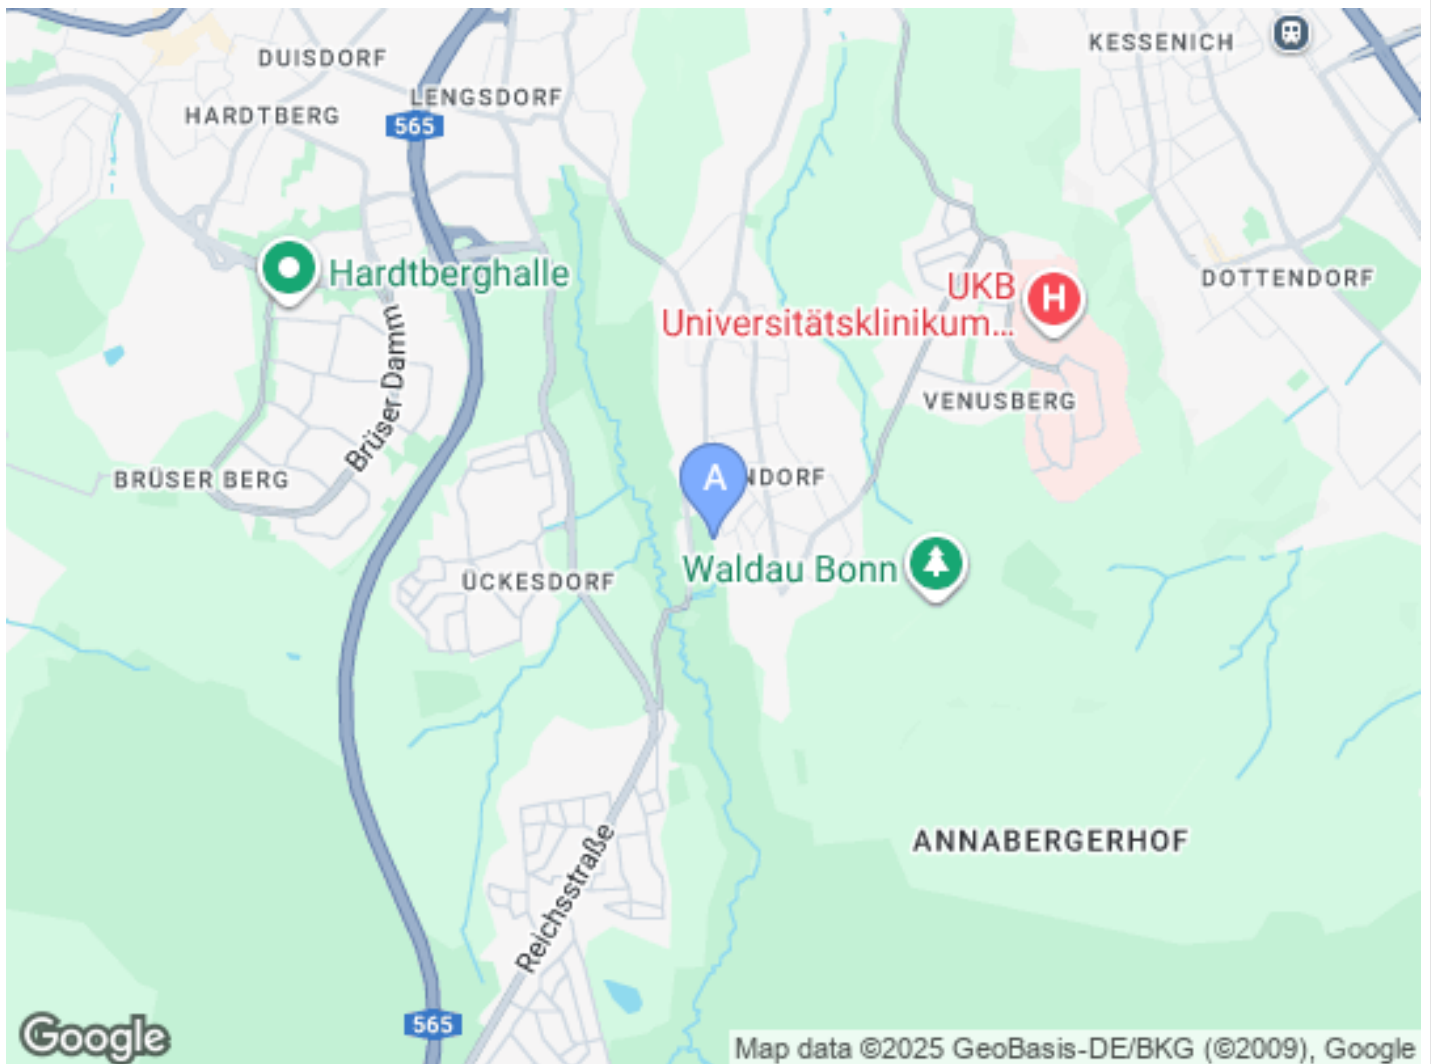 KESSENICH
DUISDORF
LENGSDORF
HARDTBERG
565
Hardtberghalle
UKB
Universitätsklinikum...
DOTTENDORF
Brüser Damm
VENUSBERG
BRÜSER BERG
A
NDORF
Waldau Bonn
ÜCKESDORF
H
ANNABERGERHOF
Reichsstraße
565
Google
Map data ©2025 GeoBasis-DE/BKG (©2009), Google